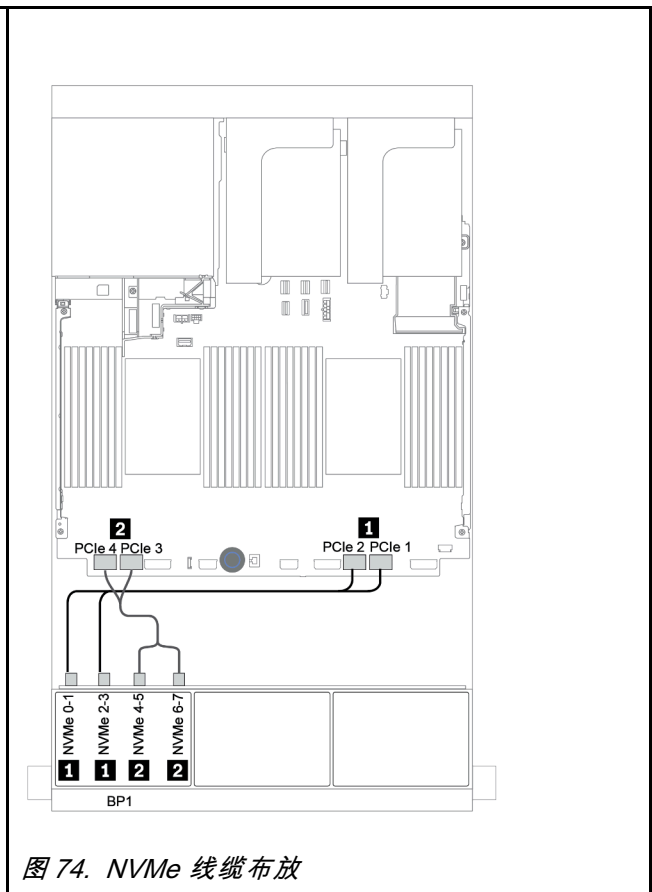 2
1
PCIe 4 PCIe 3
PCIe 2 PCIe 1
NVMe 0-1
NVMe 2-3
NVMe 4-5
NVMe 6-7
1
1
2
2
BP1
图 74. NVMe 线缆布放